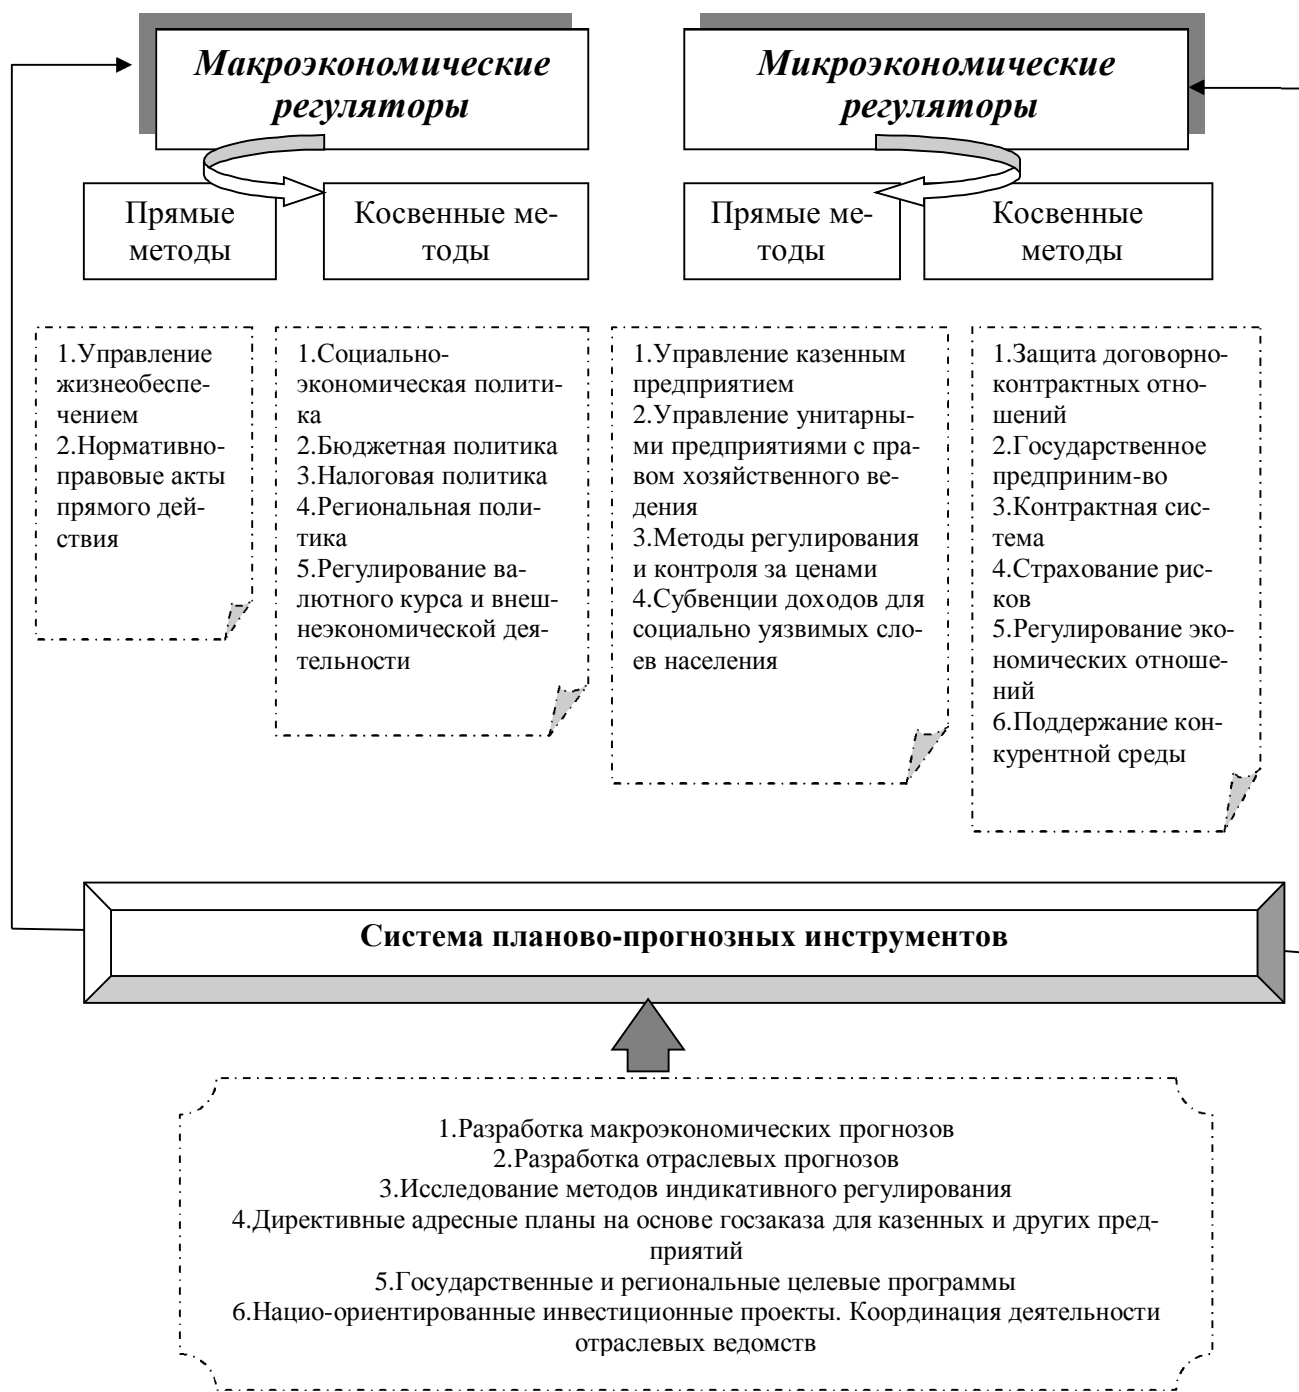 Макроэкономические
регуляторы
Микроэкономические
регуляторы
Прямые
методы
Косвенные ме-
тоды
Прямые ме-
тоды
Косвенные
методы
1.Управление
жизнеобеспе-
чением
2.Нормативно-
правовые акты
прямого дей-
ствия
1.Социально-
экономическая полити-
ка
2.Бюджетная политика
3.Налоговая политика
4.Региональная поли-
тика
5.Регулирование ва-
лютного курса и внеш-
неэкономической дея-
тельности
1.Управление казенным
предприятием
2.Управление унитарны-
ми предприятиями с пра-
вом хозяйственного ве-
дения
3.Методы регулирования
и контроля за ценами
4.Субвенции доходов для
социально уязвимых сло-
ев населения
1.Защита договорно-
контрактных отно-
шений
2.Государственное
предприним-во
3.Контрактная сис-
тема
4.Страхование рис-
ков
5.Регулирование эко-
номических отноше-
ний
6.Поддержание кон-
курентной среды
Система планово-прогнозных инструментов
1.Разработка макроэкономических прогнозов
2.Разработка отраслевых прогнозов
3.Исследование методов индикативного регулирования
4.Директивные адресные планы на основе госзаказа для казенных и других пред-
приятий
5.Государственные и региональные целевые программы
6.Нацио-ориентированные инвестиционные проекты. Координация деятельности
отраслевых ведомств